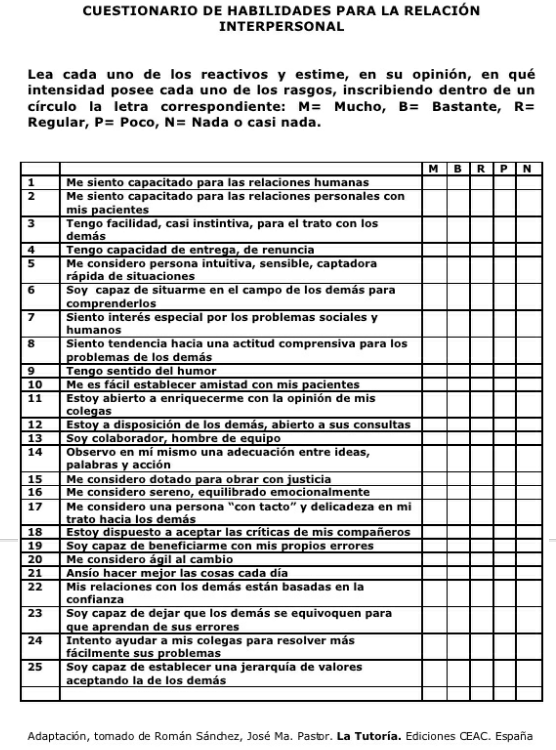 CUESTIONARIO DE HABILIDADES PARA LA RELACIÓN
INTERPERSONAL
Lea cada uno de los reactivos y estime, en su opinión, en qué
intensidad posee cada uno de los rasgos, inscribiendo dentro de un
círculo la letra correspondiente: M= Mucho, B= Bastante, R=
Regular, P= Poco, N= Nada o casi nada.
M B R P N
1 Me siento capacitado para las relaciones humanas
2 Me siento capacitado para las relaciones personales con
mis pacientes
3 Tengo facilidad, casi instintiva, para el trato con los
demás
4 Tengo capacidad de entrega, de renuncia
5 Me considero persona intuitiva, sensible, captadora
rápida de situaciones
6 Soy capaz de situarme en el campo de los demás para
comprenderlos
7 Siento interés especial por los problemas sociales y
humanos
8 Siento tendencia hacia una actitud comprensiva para los
problemas de los demás
9 Tengo sentido del humor
10 Me es fácil establecer amistad con mis pacientes
11 Estoy abierto a enriquecerme con la opinión de mis
colegas
12 Estoy a disposición de los demás, abierto a sus consultas
13 Soy colaborador, hombre de equipo
14 Observo en mí mismo una adecuación entre ideas,
palabras y acción
15 Me considero dotado para obrar con justicia
16 Me considero sereno, equilibrado emocionalmente
17 Me considero una persona “con tacto” y delicadeza en mi
trato hacia los demás
18 Estoy dispuesto a aceptar las críticas de mis compañeros
19 Soy capaz de beneficiarme con mis propios errores
20 Me considero ágil al cambio
21 Ansío hacer mejor las cosas cada día
22 Mis relaciones con los demás están basadas en la
confianza
23 Soy capaz de dejar que los demás se equivoquen para
que aprendan de sus errores
24 Intento ayudar a mis colegas para resolver más
fácilmente sus problemas
25 Soy capaz de establecer una jerarquía de valores
aceptando la de los demás
Adaptación, tomado de Román Sánchez, José Ma. Pastor. La Tutoría. Ediciones CEAC. España